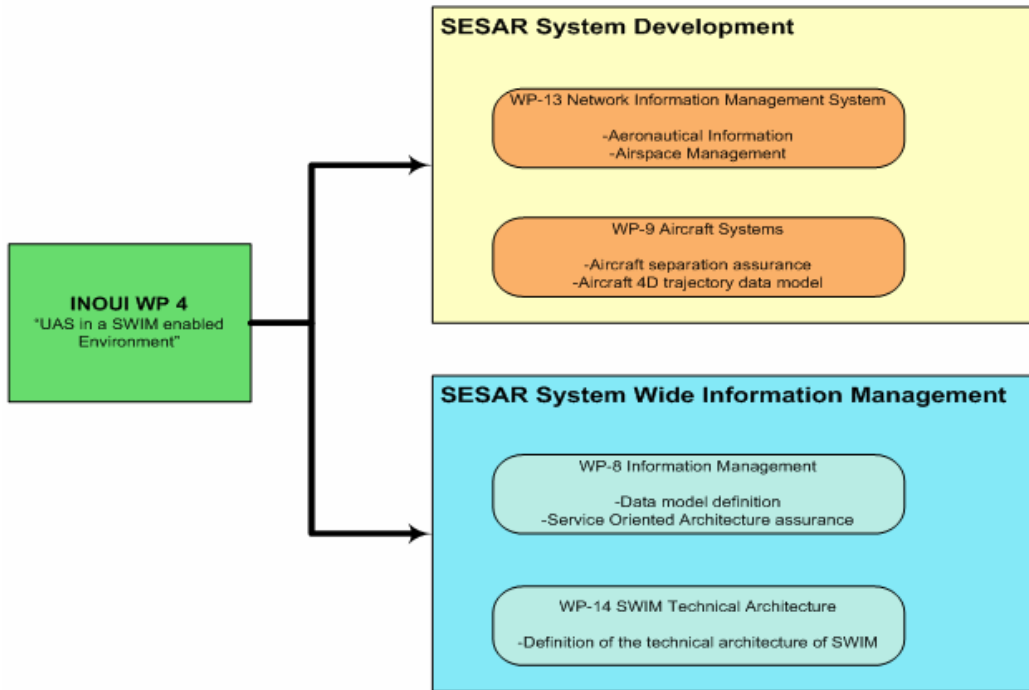 SESAR System Development
WP-13 Network Information Management System
-Aeronautical Information
-Airspace Management
WP-9 Aircraft Systems
-Aircraft separation assurance
-Aircraft 4D trajectory data model
INOUI WP 4
"UAS in a SWIM enabled
Environment"
SESAR System Wide Information Management
WP-8 Information Management
-Data model definition
-Service Oriented Architecture assurance
WP-14 SWIM Technical Architecture
-Definition of the technical architecture of SWIM